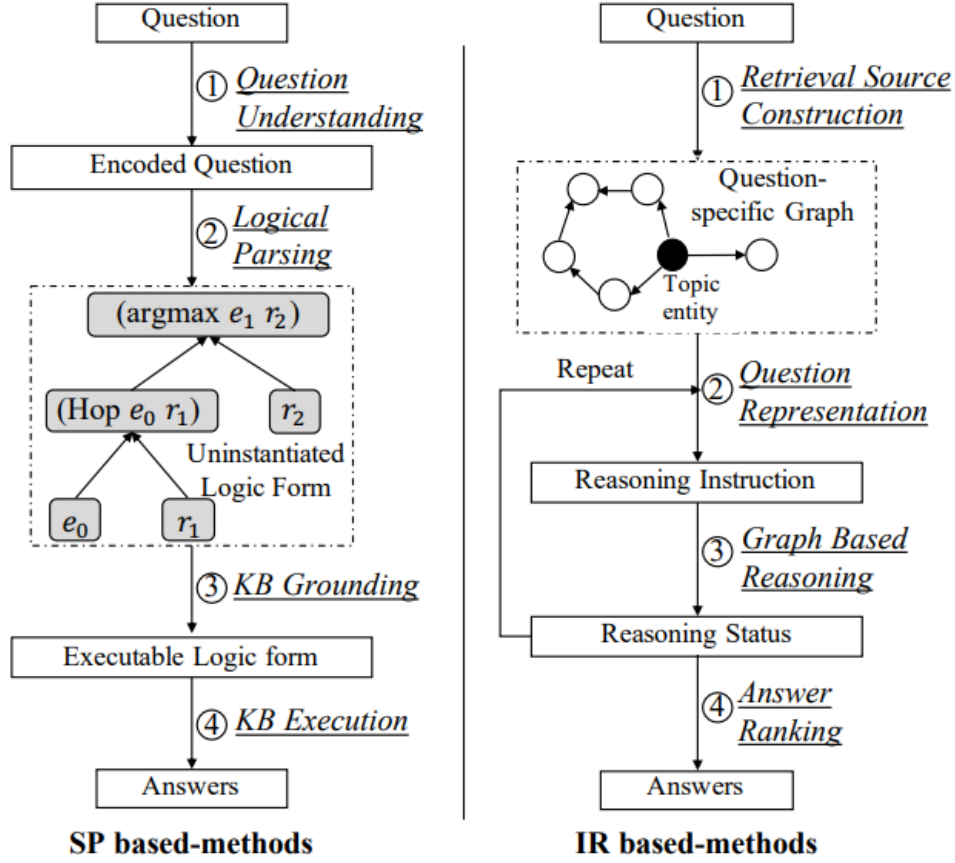 Question
① Question
Understanding
Encoded Question
② Logical
Parsing
(argmax e₁ r₂)
(Hop e₀ r₁)
r₂
Uninstantiated
Logic Form
e₀
r₁
③ KB Grounding
Executable Logic form
④ KB Execution
Answers
SP based-methods
Question
① Retrieval Source
Construction
Question-
specific Graph
Topic
entity
Repeat
② Question
Representation
Reasoning Instruction
③ Graph Based
Reasoning
Reasoning Status
④ Answer
Ranking
Answers
IR based-methods